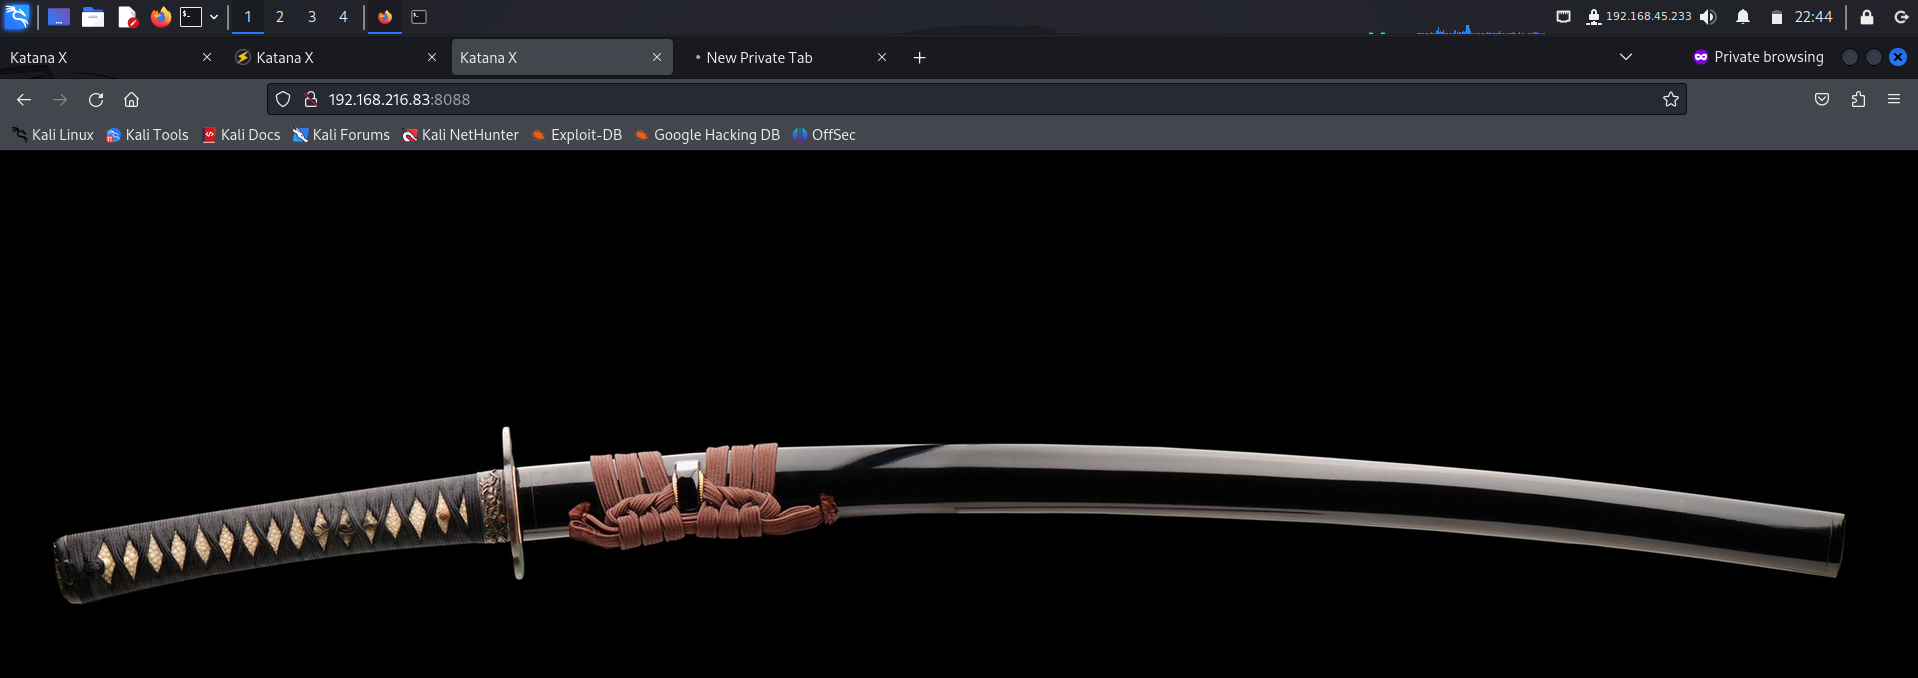 1 2 3 4 192.168.45.233 22:44
Katana X Katana X Katana X New Private Tab Private browsing
192.168.216.83:8088
Kali Linux Kali Tools Kali Docs Kali Forums Kali NetHunter Exploit-DB Google Hacking DB OffSec